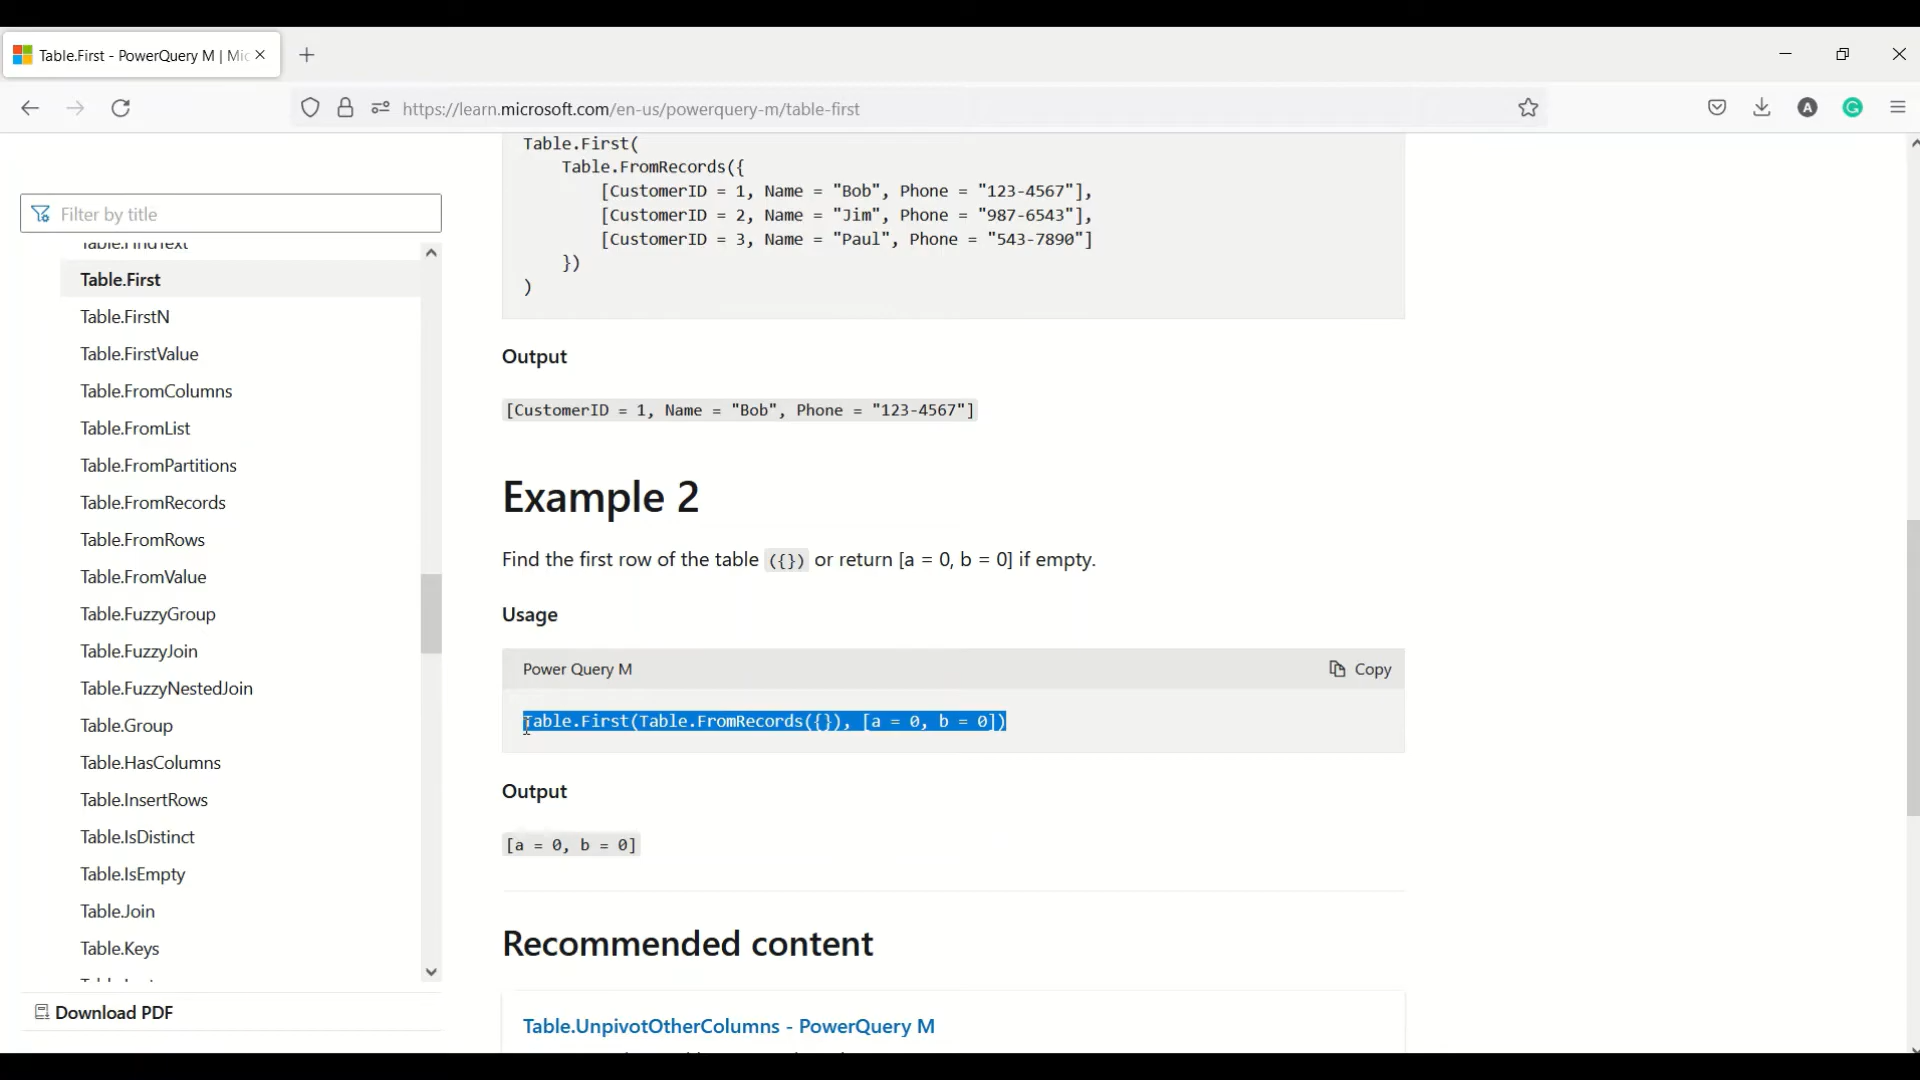 Table.First - PowerQuery M | Mic
https://learn.microsoft.com/en-us/powerquery-m/table-first
A
G
Filter by title
Table.FindText
Table.First
Table.FirstN
Table.FirstValue
Table.FromColumns
Table.FromList
Table.FromPartitions
Table.FromRecords
Table.FromRows
Table.FromValue
Table.FuzzyGroup
Table.FuzzyJoin
Table.FuzzyNestedJoin
Table.Group
Table.HasColumns
Table.InsertRows
Table.IsDistinct
Table.IsEmpty
Table.Join
Table.Keys
Download PDF
Table.First(
Table.FromRecords({
[CustomerID = 1, Name = "Bob", Phone = "123-4567"],
[CustomerID = 2, Name = "Jim", Phone = "987-6543"],
[CustomerID = 3, Name = "Paul", Phone = "543-7890"]
})
)
Output
[CustomerID = 1, Name = "Bob", Phone = "123-4567"]
Example 2
Find the first row of the table ({}) or return [a = 0, b = 0] if empty.
Usage
Power Query M
Copy
Table.First(Table.FromRecords({}), [a = 0, b = 0])
Output
[a = 0, b = 0]
Recommended content
Table.UnpivotOtherColumns - PowerQuery M